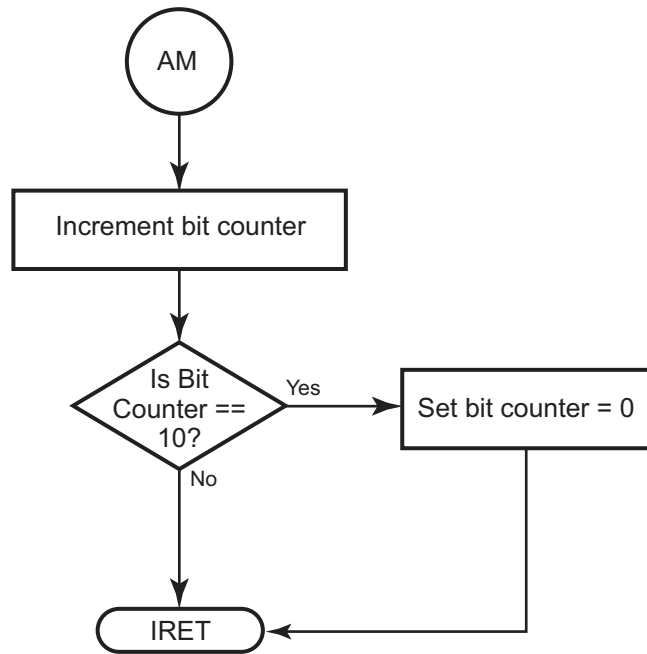 AM
Increment bit counter
Is Bit
Counter ==
10?
Yes
Set bit counter = 0
No
IRET